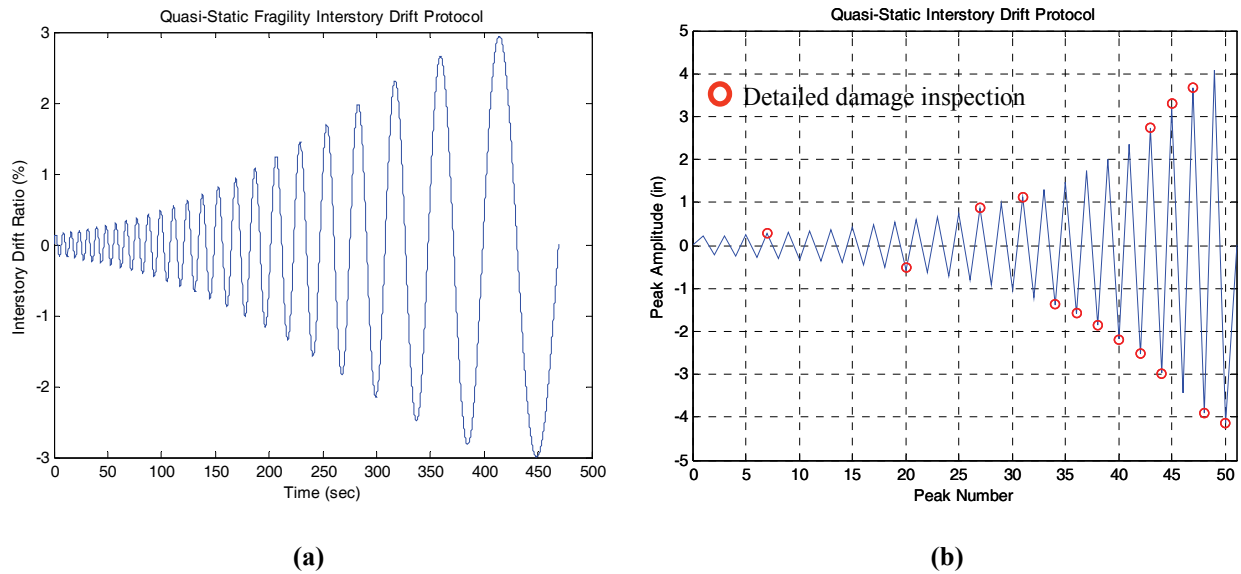 Quasi-Static Fragility Interstory Drift Protocol
3
2
1
0
-1
-2
-3
Interstory Drift Ratio (%)
0 50 100 150 200 250 300 350 400 450 500
Time (sec)
(a)
Quasi-Static Interstory Drift Protocol
5
4
3
2
1
0
-1
-2
-3
-4
-5
Peak Amplitude (in)
Detailed damage inspection
0 5 10 15 20 25 30 35 40 45 50
Peak Number
(b)